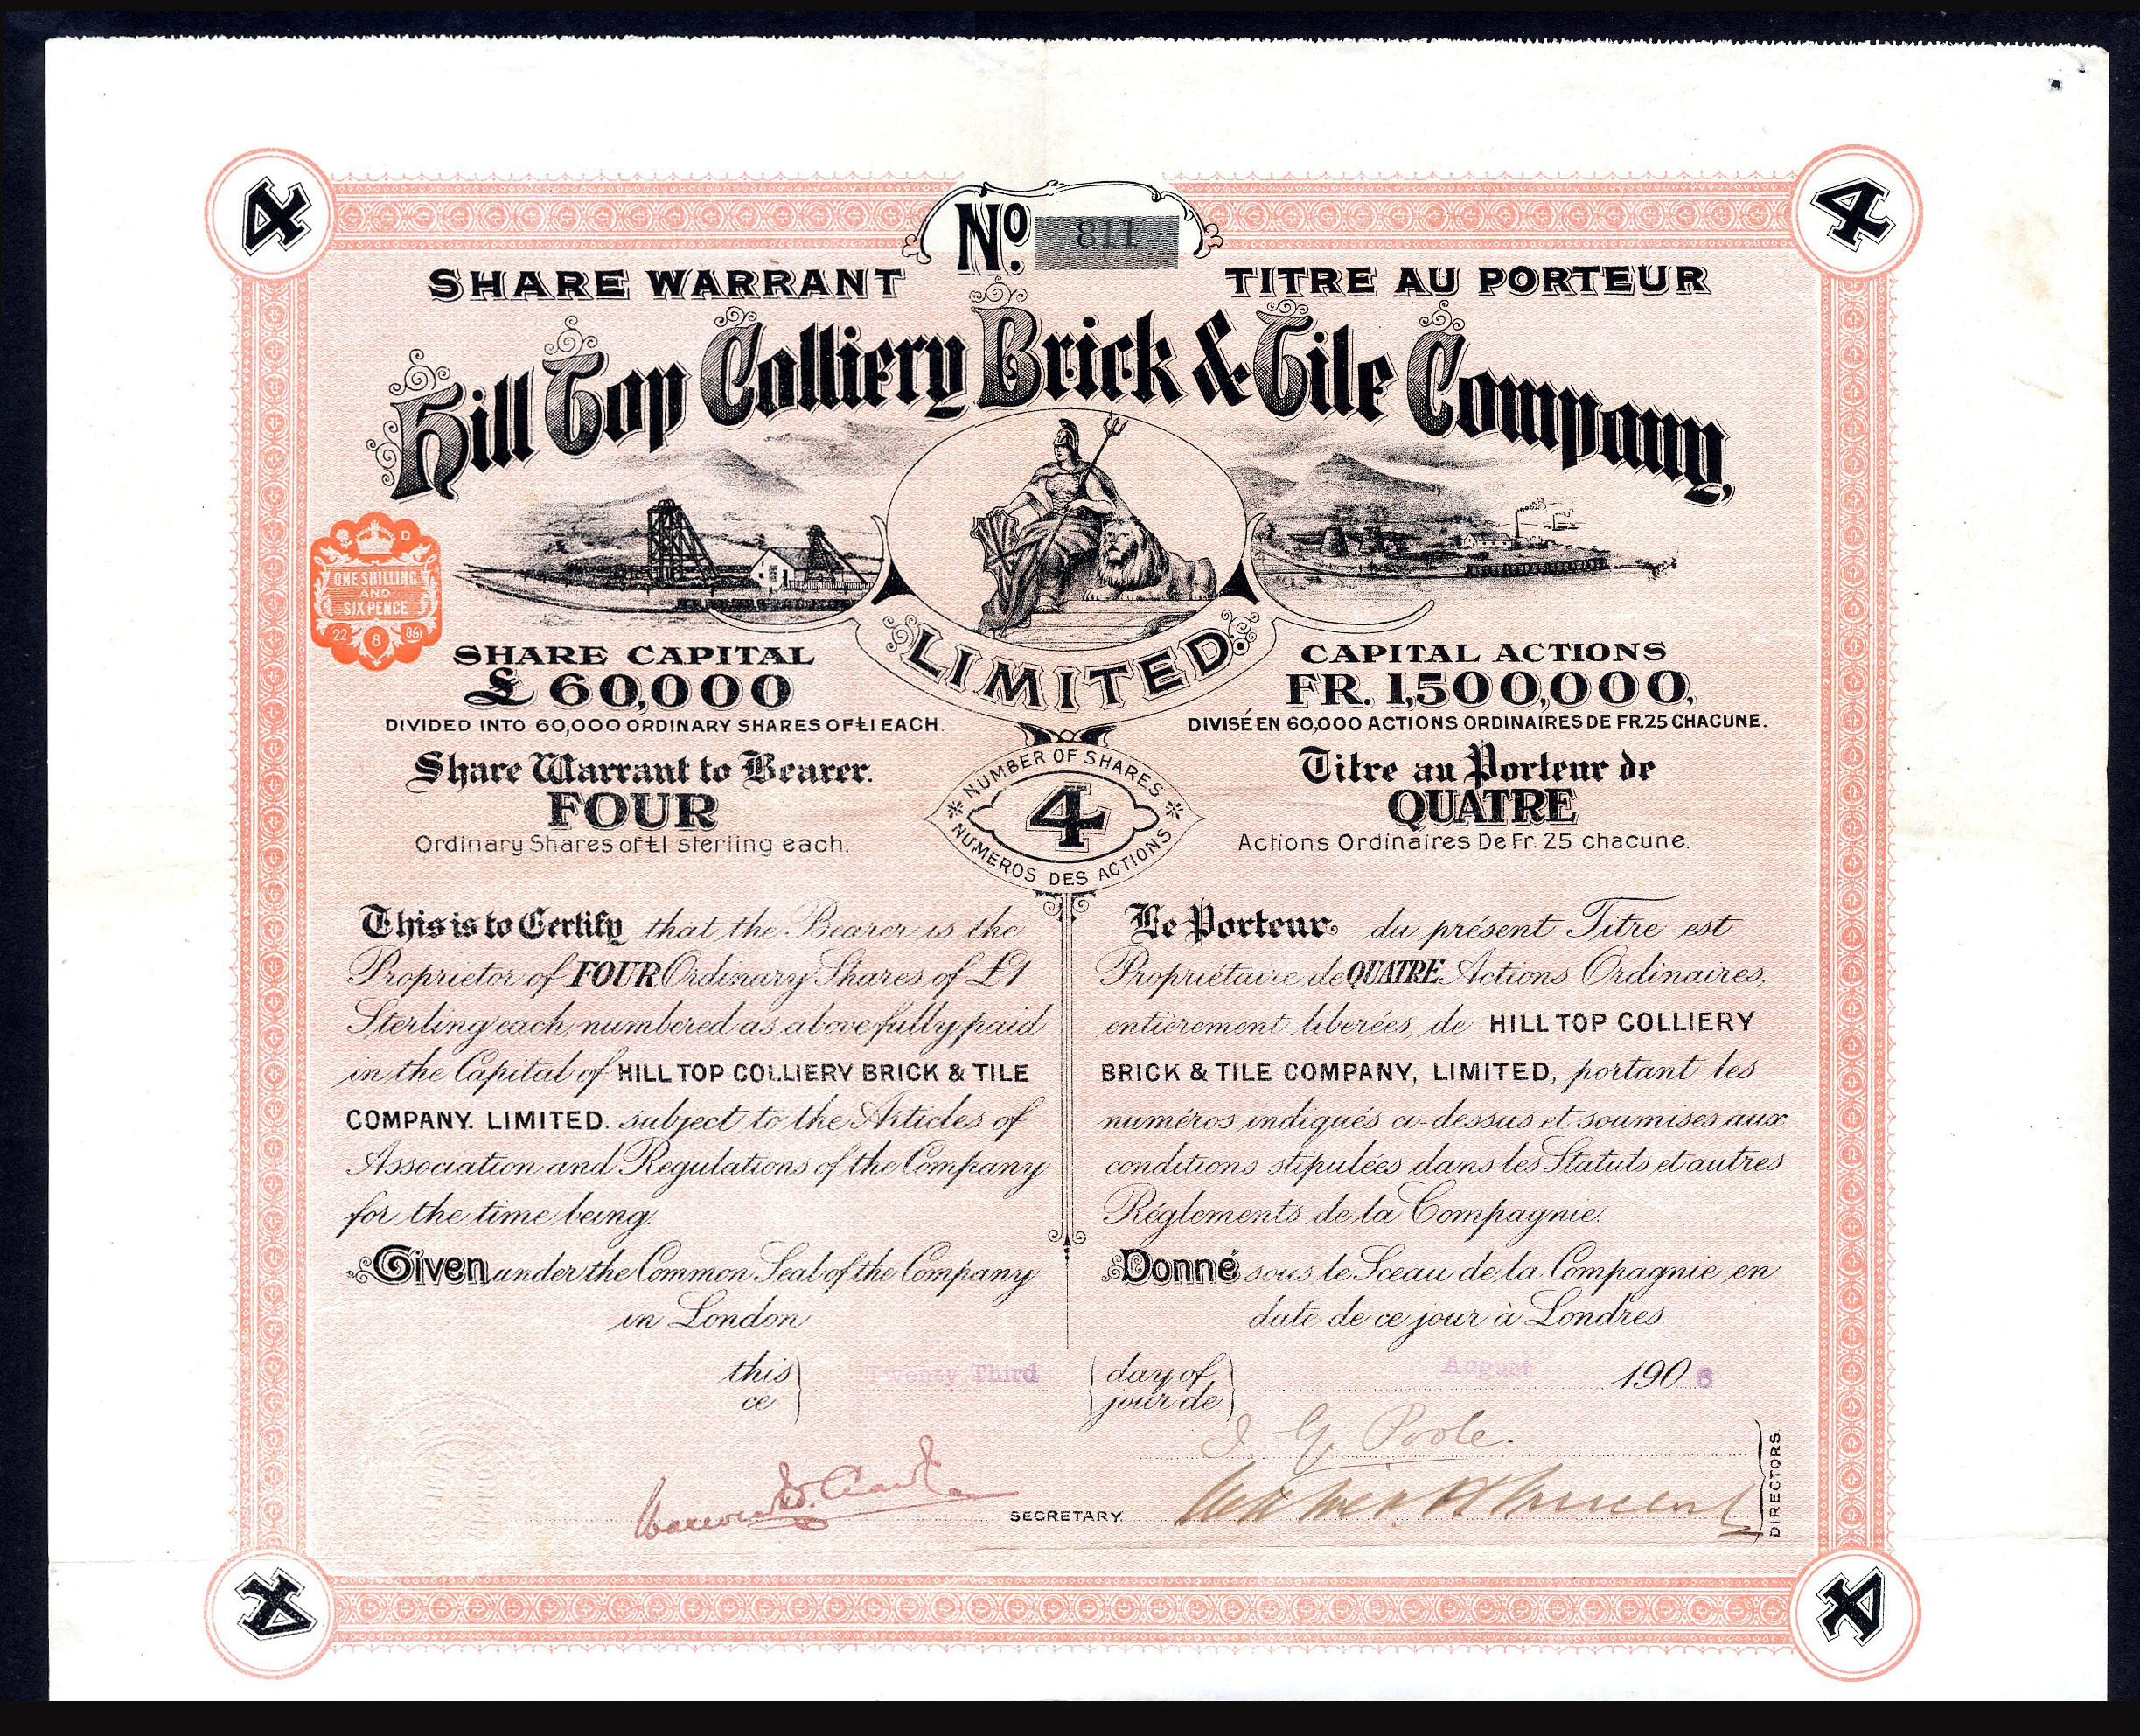 4
4
No. 811
SHARE WARRANT
TITRE AU PORTEUR
Hill Top Colliery Brick & Tile Company,
LIMITED.
D
ONE SHILLING
AND
SIXPENCE
22 8 06
SHARE CAPITAL
£60,000
DIVIDED INTO 60,000 ORDINARY SHARES OF £1 EACH.
CAPITAL ACTIONS
FR. 1,500,000,
DIVISÉ EN 60,000 ACTIONS ORDINAIRES DE FR.25 CHACUNE.
Share Warrant to Bearer.
FOUR
Ordinary Shares of £1 sterling each.
NUMBER OF SHARES
4
NUMEROS DES ACTIONS
Titre au Porteur de
QUATRE
Actions Ordinaires De Fr. 25 chacune.
This is to Certify that the Bearer is the
Proprietor of FOUR Ordinary Shares of £1
Sterling each, numbered as above fully paid
in the Capital of HILL TOP COLLIERY BRICK & TILE
COMPANY. LIMITED. subject to the Articles of
Association and Regulations of the Company
for the time being.
Given under the Common Seal of the Company
in London
Le Porteur du présent Titre est
Propriétaire de QUATRE Actions Ordinaires,
entièrement liberées, de HILL TOP COLLIERY
BRICK & TILE COMPANY, LIMITED, portant les
numéros indiqués ci-dessus et soumises aux
conditions stipulées dans les Statuts et autres
Réglements de la Compagnie.
Donné sous le Sceau de la Compagnie en
date de ce jour à Londres
this Twenty Third day of August 1906
ce jour de
J. G. Poole.
SECRETARY.
DIRECTORS.
4
4